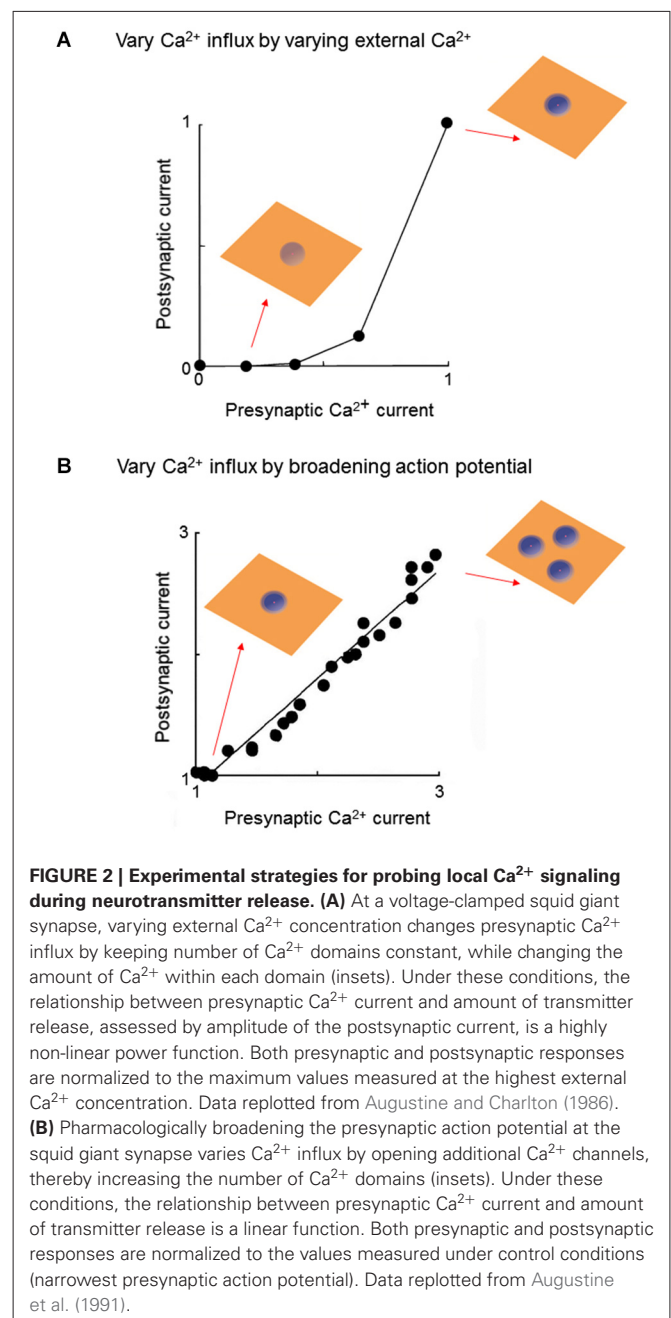 A Vary Ca²⁺ influx by varying external Ca²⁺
1
Postsynaptic current
0
0
1
Presynaptic Ca²⁺ current
B Vary Ca²⁺ influx by broadening action potential
3
Postsynaptic current
1
1
3
Presynaptic Ca²⁺ current
FIGURE 2 | Experimental strategies for probing local Ca²⁺ signaling
during neurotransmitter release. (A) At a voltage-clamped squid giant
synapse, varying external Ca²⁺ concentration changes presynaptic Ca²⁺
influx by keeping number of Ca²⁺ domains constant, while changing the
amount of Ca²⁺ within each domain (insets). Under these conditions, the
relationship between presynaptic Ca²⁺ current and amount of transmitter
release, assessed by amplitude of the postsynaptic current, is a highly
non-linear power function. Both presynaptic and postsynaptic responses
are normalized to the maximum values measured at the highest external
Ca²⁺ concentration. Data replotted from Augustine and Charlton (1986).
(B) Pharmacologically broadening the presynaptic action potential at the
squid giant synapse varies Ca²⁺ influx by opening additional Ca²⁺ channels,
thereby increasing the number of Ca²⁺ domains (insets). Under these
conditions, the relationship between presynaptic Ca²⁺ current and amount
of transmitter release is a linear function. Both presynaptic and postsynaptic
responses are normalized to the values measured under control conditions
(narrowest presynaptic action potential). Data replotted from Augustine
et al. (1991).